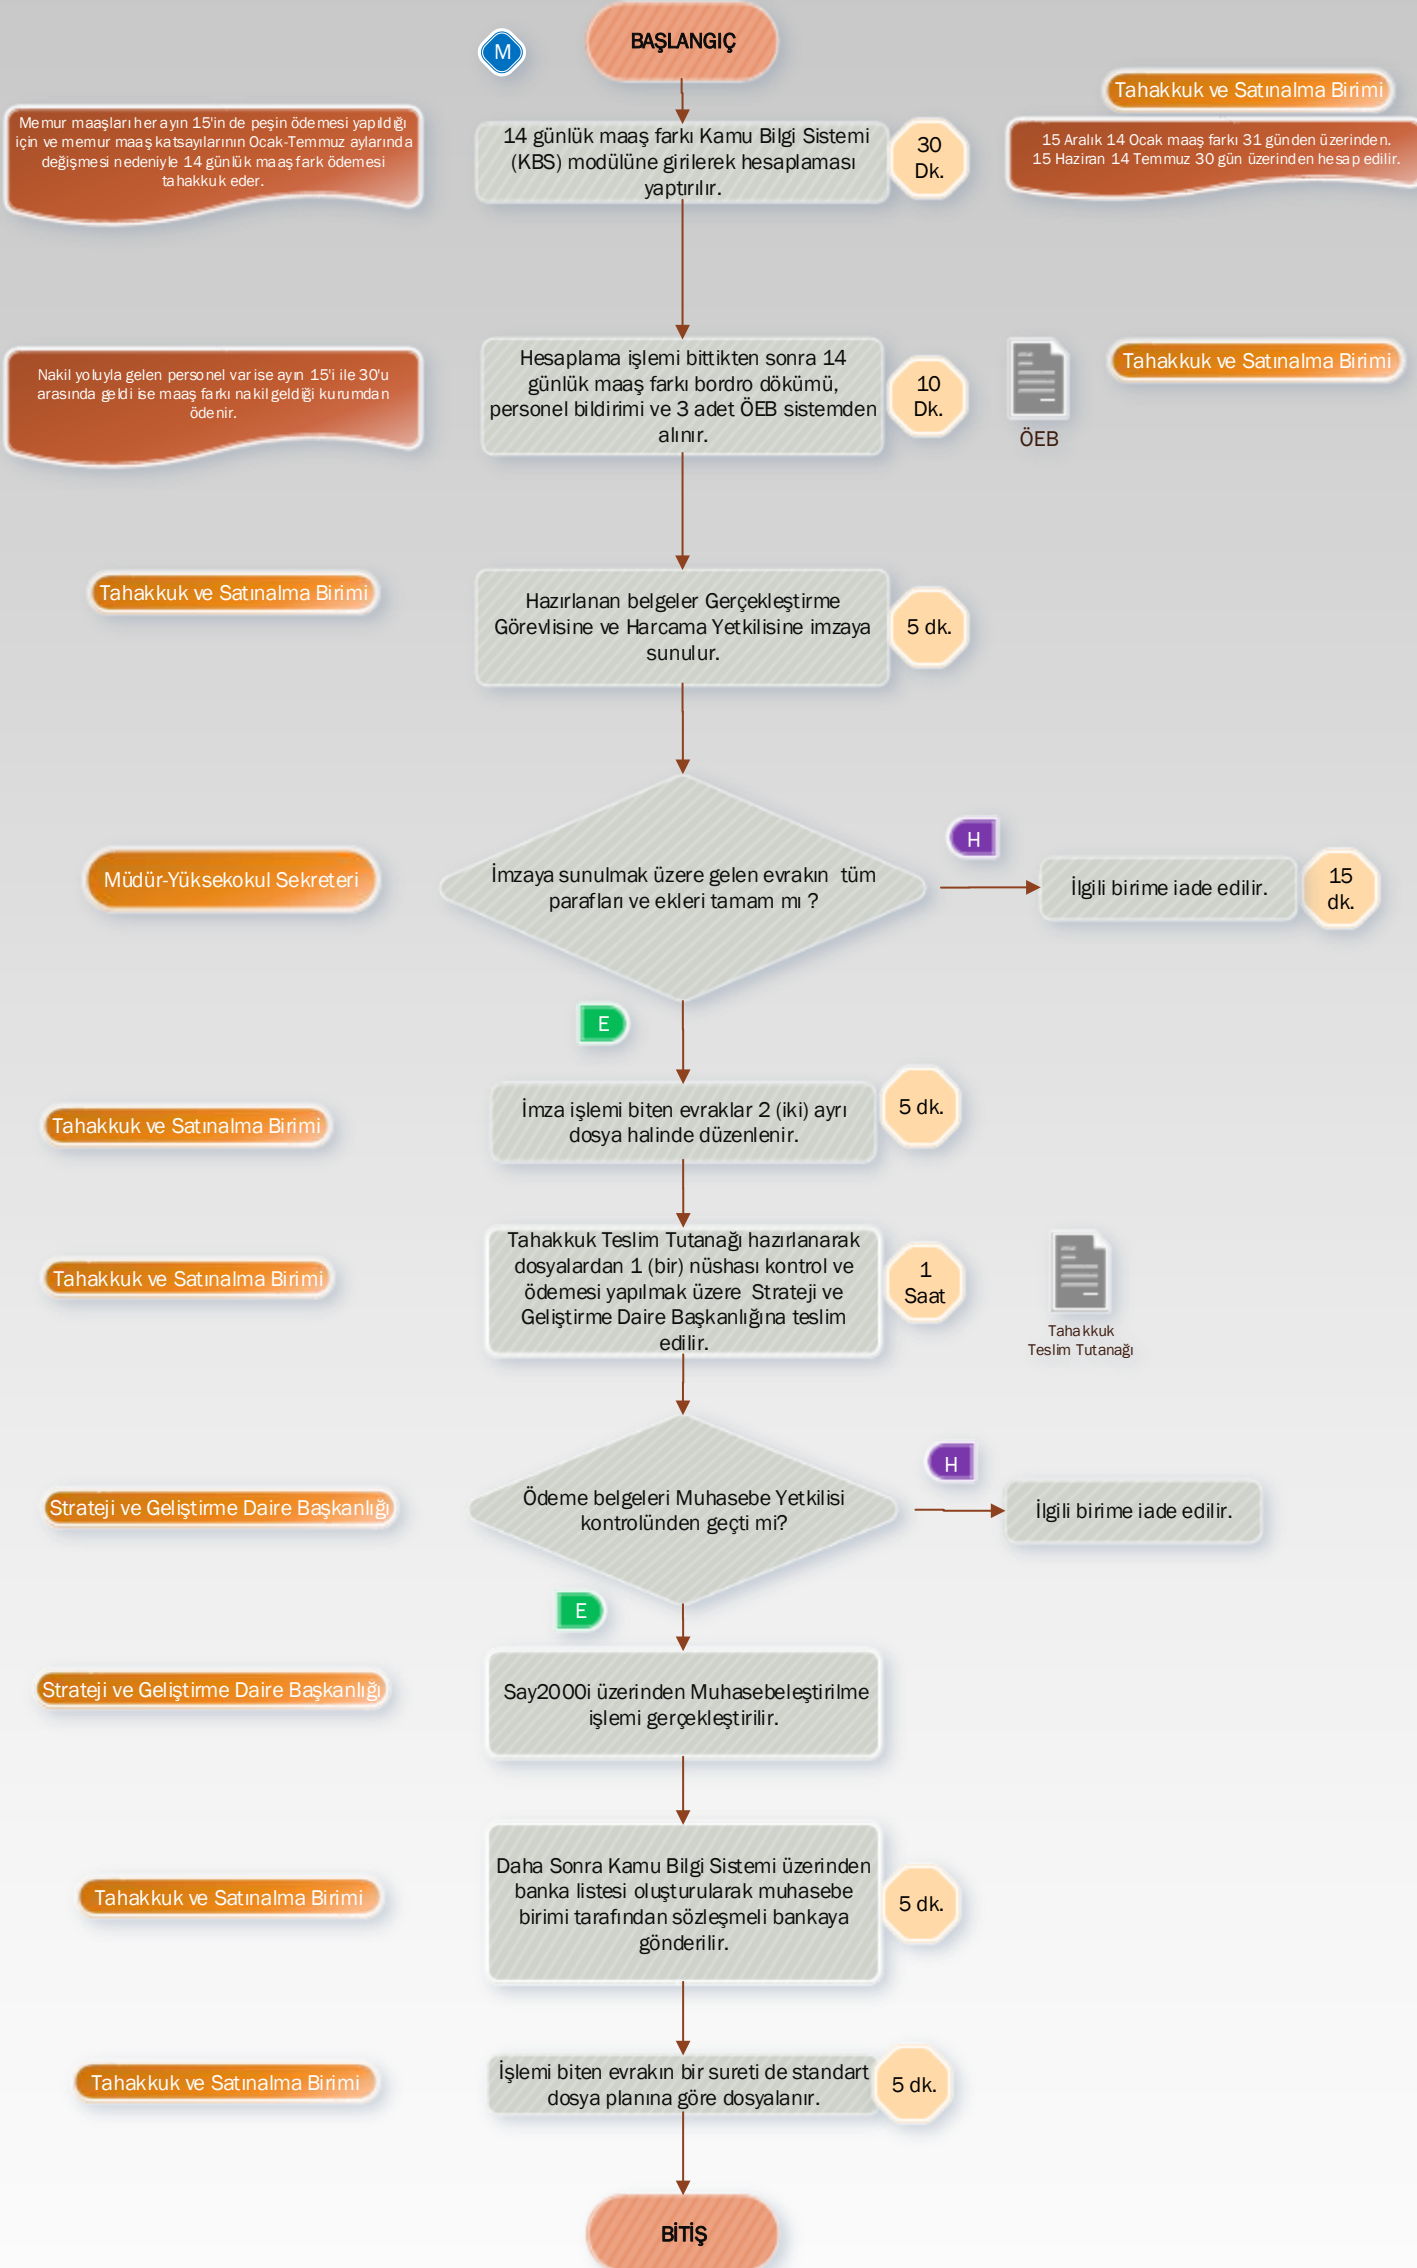 M
BAŞLANGIÇ
Tahakkuk ve Satınalma Birimi
Memur maaşları her ayın 15'in de peşin ödemesi yapıldığı
için ve memur maaş katsayılarının Ocak-Temmuz aylarında
değişmesi nedeniyle 14 günlük maaş fark ödemesi
tahakkuk eder.
14 günlük maaş farkı Kamu Bilgi Sistemi
(KBS) modülüne girilerek hesaplaması
yaptırılır.
30
Dk.
15 Aralık 14 Ocak maaş farkı 31 günden üzerinden.
15 Haziran 14 Temmuz 30 gün üzerinden hesap edilir.
Nakil yoluyla gelen personel var ise ayın 15'i ile 30'u
arasında geldi ise maaş farkı nakil geldiği kurumdan
ödenir.
Hesaplama işlemi bittikten sonra 14
günlük maaş farkı bordro dökümü,
personel bildirimi ve 3 adet ÖEB sistemden
alınır.
10
Dk.
ÖEB
Tahakkuk ve Satınalma Birimi
Tahakkuk ve Satınalma Birimi
Hazırlanan belgeler Gerçekleştirme
Görevlisine ve Harcama Yetkilisine imzaya
sunulur.
5 dk.
Müdür-Yüksekokul Sekreteri
İmzaya sunulmak üzere gelen evrakın  tüm
parafları ve ekleri tamam mı ?
H
İlgili birime iade edilir.
15
dk.
E
Tahakkuk ve Satınalma Birimi
İmza işlemi biten evraklar 2 (iki) ayrı
dosya halinde düzenlenir.
5 dk.
Tahakkuk ve Satınalma Birimi
Tahakkuk Teslim Tutanağı hazırlanarak
dosyalardan 1 (bir) nüshası kontrol ve
ödemesi yapılmak üzere  Strateji ve
Geliştirme Daire Başkanlığına teslim
edilir.
1
Saat
Tahakkuk
Teslim Tutanağı
Strateji ve Geliştirme Daire Başkanlığı
Ödeme belgeleri Muhasebe Yetkilisi
kontrolünden geçti mi?
H
İlgili birime iade edilir.
E
Strateji ve Geliştirme Daire Başkanlığı
Say2000i üzerinden Muhasebeleştirilme
işlemi gerçekleştirilir.
Tahakkuk ve Satınalma Birimi
Daha Sonra Kamu Bilgi Sistemi üzerinden
banka listesi oluşturularak muhasebe
birimi tarafından sözleşmeli bankaya
gönderilir.
5 dk.
Tahakkuk ve Satınalma Birimi
İşlemi biten evrakın bir sureti de standart
dosya planına göre dosyalanır.
5 dk.
BİTİŞ